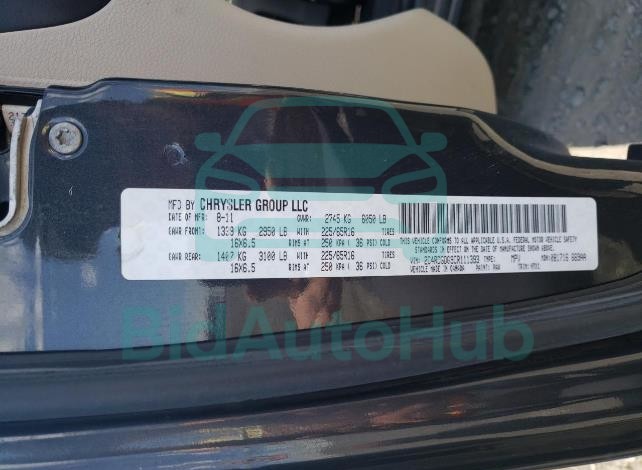 MFD BY CHRYSLER GROUP LLC
DATE OF MFR: 8-11 GVWR: 2745 KG 6050 LB
GAWR FRONT: 1339 KG 2950 LB WITH 225/65R16 TIRES
16X6.5 RIMS AT 250 KPA ( 36 PSI) COLD
GAWR REAR: 1407 KG 3100 LB WITH 225/65R16 TIRES
16X6.5 RIMS AT 250 KPA ( 36 PSI) COLD
THIS VEHICLE CONFORMS TO ALL APPLICABLE U.S.A. FEDERAL MOTOR VEHICLE SAFETY
STANDARDS IN EFFECT ON THE DATE OF MANUFACTURE SHOWN ABOVE.
VIN: TYPE: MPV MDH:
VEHICLE MADE IN CANADA PAINT: TRIM:
BidAutoHub